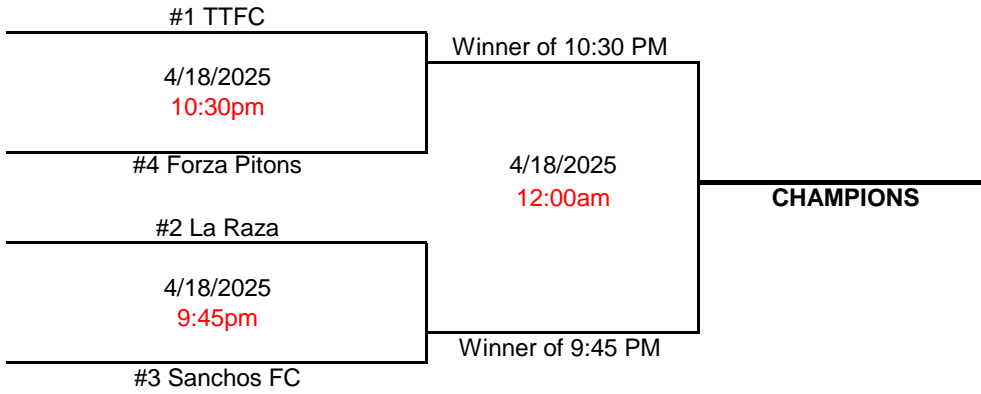 #1 TTFC
Winner of 10:30 PM
4/18/2025
10:30pm
#4 Forza Pitons
4/18/2025
12:00am
CHAMPIONS
#2 La Raza
4/18/2025
9:45pm
Winner of 9:45 PM
#3 Sanchos FC